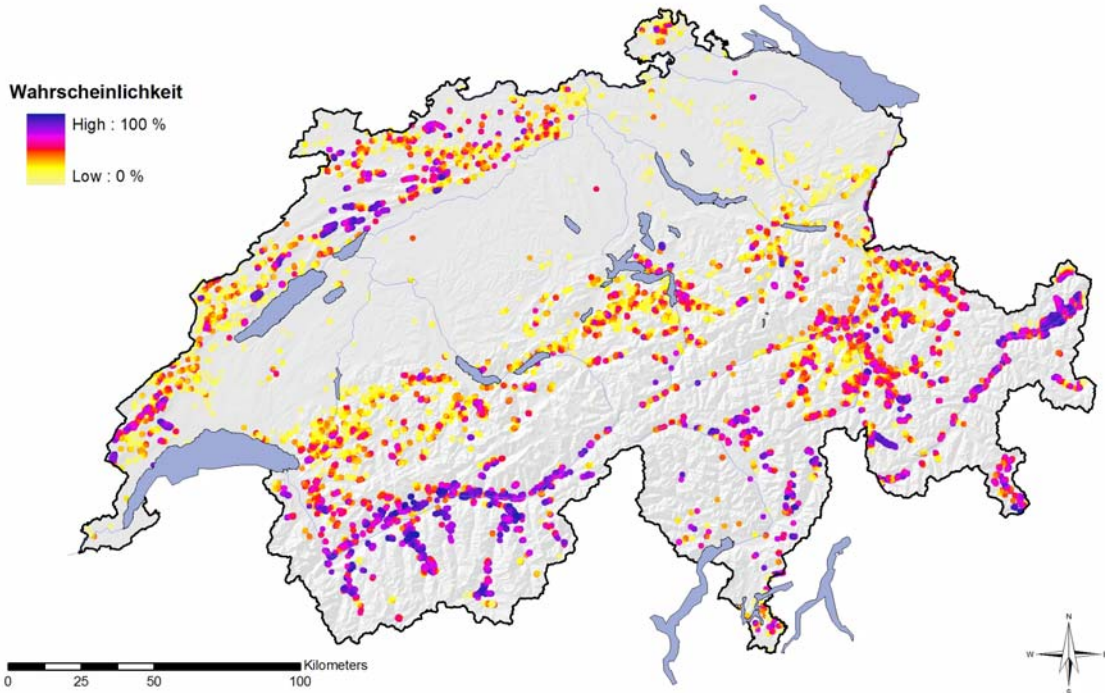 Wahrscheinlichkeit
High : 100 %
Low : 0 %
Kilometers
0 25 50 100
N
W E
S